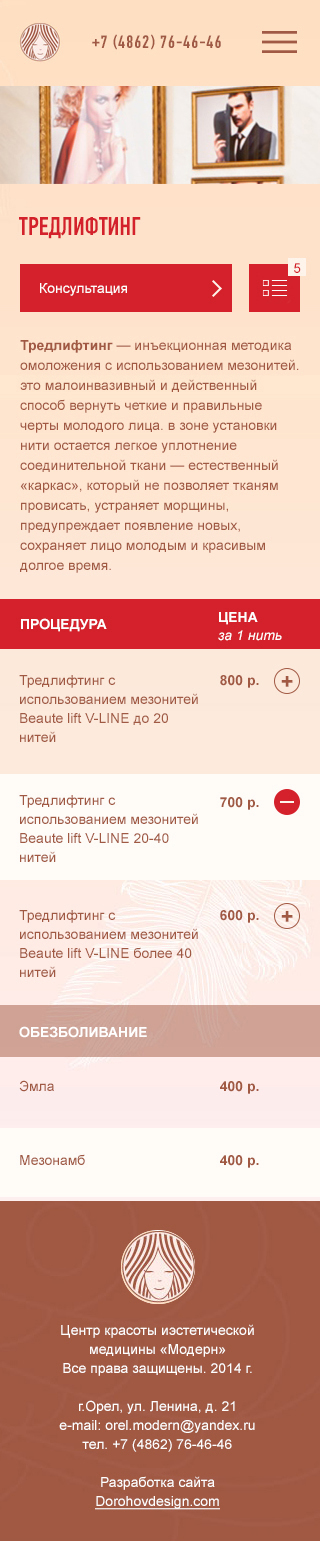 +7 (4862) 76-46-46
ТРЕДЛИФТИНГ
5
Консультация
Тредлифтинг — инъекционная методика
омоложения с использованием мезонитей.
это малоинвазивный и действенный
способ вернуть четкие и правильные
черты молодого лица. в зоне установки
нити остается легкое уплотнение
соединительной ткани — естественный
«каркас», который не позволяет тканям
провисать, устраняет морщины,
предупреждает появление новых,
сохраняет лицо молодым и красивым
долгое время.
ПРОЦЕДУРА
ЦЕНА
за 1 нить
Тредлифтинг с 800 р.
использованием мезонитей
Beaute lift V-LINE до 20
нитей
Тредлифтинг с 700 р.
использованием мезонитей
Beaute lift V-LINE 20-40
нитей
Тредлифтинг с 600 р.
использованием мезонитей
Beaute lift V-LINE более 40
нитей
ОБЕЗБОЛИВАНИЕ
Эмла 400 р.
Мезонамб 400 р.
Центр красоты иэстетической
медицины «Модерн»
Все права защищены. 2014 г.
г.Орел, ул. Ленина, д. 21
e-mail: orel.modern@yandex.ru
тел. +7 (4862) 76-46-46
Разработка сайта
Dorohovdesign.com